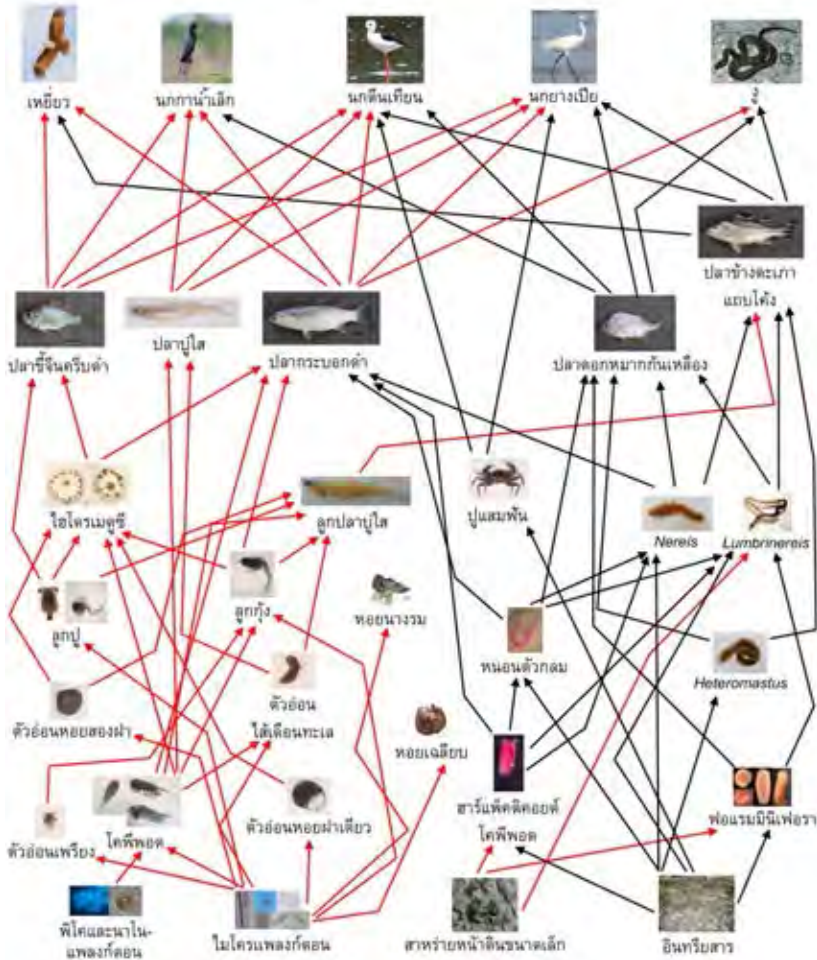 เหยี่ยว
นกกาน้ำเล็ก
นกตีนเทียน
นกยางเปีย
งู
ปลาข้างตะเภา
แถบโค้ง
ปลาขี้จีนครีบดำ
ปลาบู่ใส
ปลากระบอกดำ
ปลาดอกหมากกันเหลือง
ไฮโดรเมดูซี
ลูกปลาบู่ใส
ปูแสมพัน
Nereis
Lumbrinereis
ลูกปู
ลูกกุ้ง
หอยนางรม
หนอนตัวกลม
Heteromastus
ตัวอ่อนหอยสองฝา
ตัวอ่อน
ไส้เดือนทะเล
หอยเฉลียบ
ฮาร์แพ็คติคอยด์
โคพีพอด
ฟอแรมมินิเฟอรา
ตัวอ่อนเพรียง
โคพีพอด
ตัวอ่อนหอยฝาเดียว
พิโคและนาโน-
แพลงก์ตอน
ไมโครแพลงก์ตอน
สาหร่ายหน้าดินขนาดเล็ก
อินทรียสาร